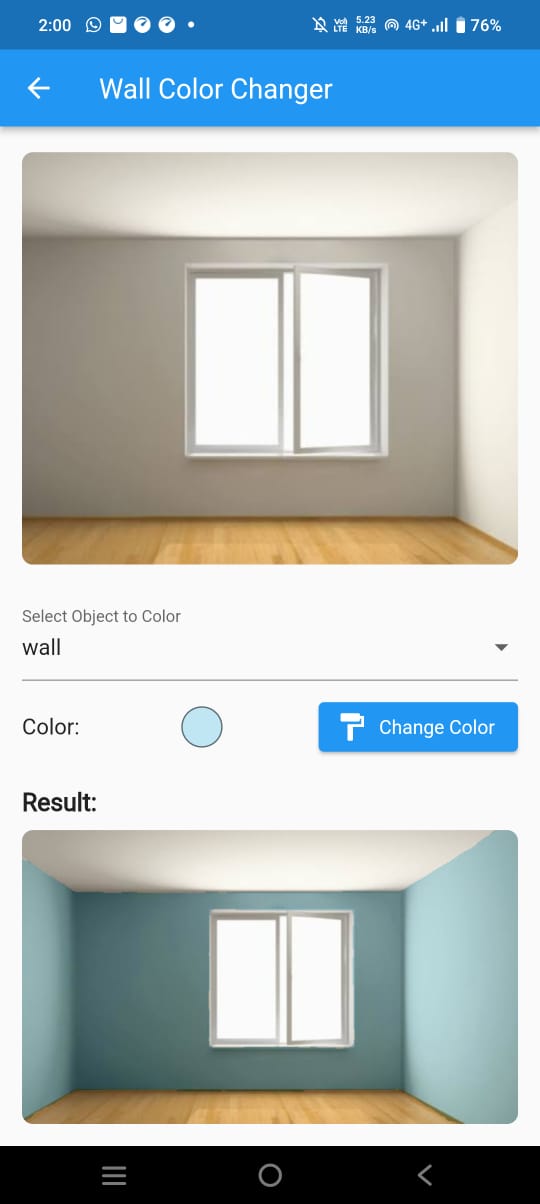 2:00 Vo) LTE 5.23 KB/s 4G+ 76%
Wall Color Changer
Select Object to Color
wall
Color: Change Color
Result: